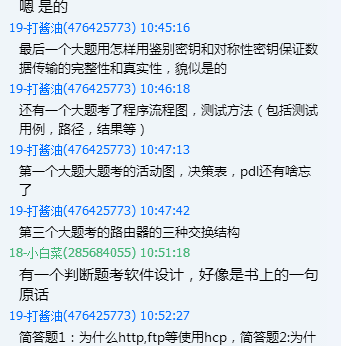 嗯 是的
19-打酱油(476425773) 10:45:16
最后一个大题用怎样用鉴别密钥和对称性密钥保证数
据传输的完整性和真实性，貌似是的
19-打酱油(476425773) 10:46:18
还有一个大题考了程序流程图，测试方法（包括测试
用例，路径，结果等）
19-打酱油(476425773) 10:47:13
第一个大题大题考的活动图，决策表，pdl还有啥忘
了
19-打酱油(476425773) 10:47:42
第三个大题考的路由器的三种交换结构
18-小白菜(285684055) 10:51:18
有一个判断题考软件设计，好像是书上的一句
原话
19-打酱油(476425773) 10:52:27
简答题1：为什么http,ftp等使用hcp，简答题2:为什